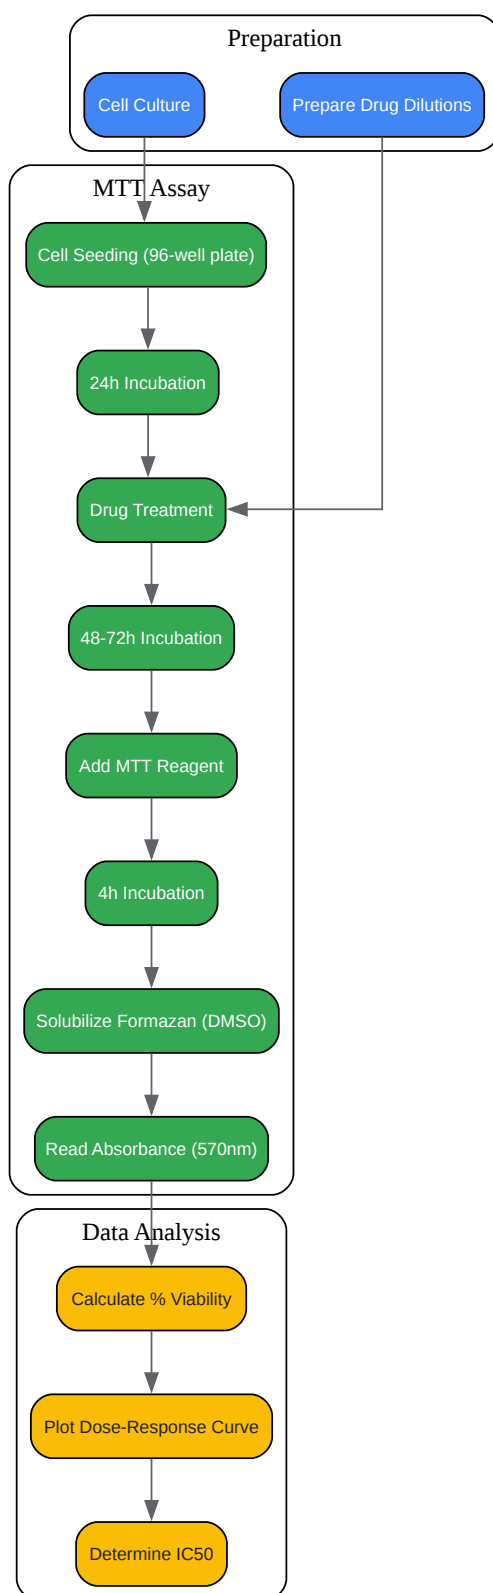 Preparation
Cell Culture
Prepare Drug Dilutions
MTT Assay
Cell Seeding (96-well plate)
24h Incubation
Drug Treatment
48-72h Incubation
Add MTT Reagent
4h Incubation
Solubilize Formazan (DMSO)
Read Absorbance (570nm)
Data Analysis
Calculate % Viability
Plot Dose-Response Curve
Determine IC50